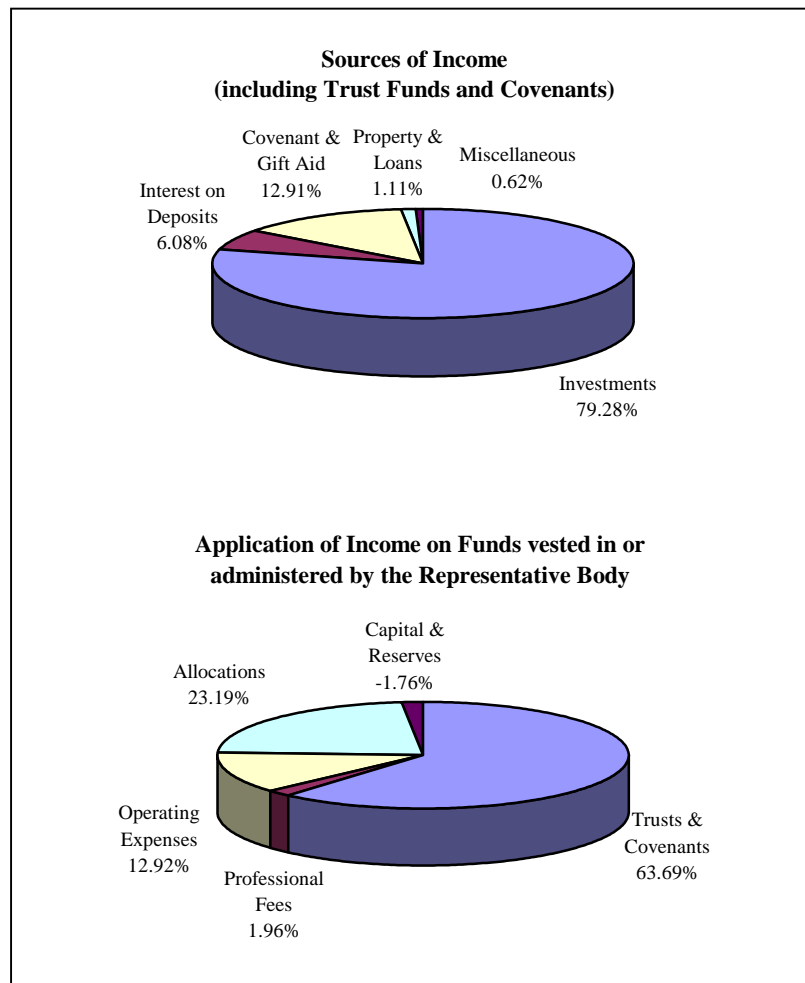 Sources of Income
(including Trust Funds and Covenants)
Covenant &
Gift Aid
12.91%
Property &
Loans
1.11%
Miscellaneous
0.62%
Interest on
Deposits
6.08%
Investments
79.28%
Application of Income on Funds vested in or
administered by the Representative Body
Capital &
Reserves
-1.76%
Allocations
23.19%
Operating
Expenses
12.92%
Professional
Fees
1.96%
Trusts &
Covenants
63.69%